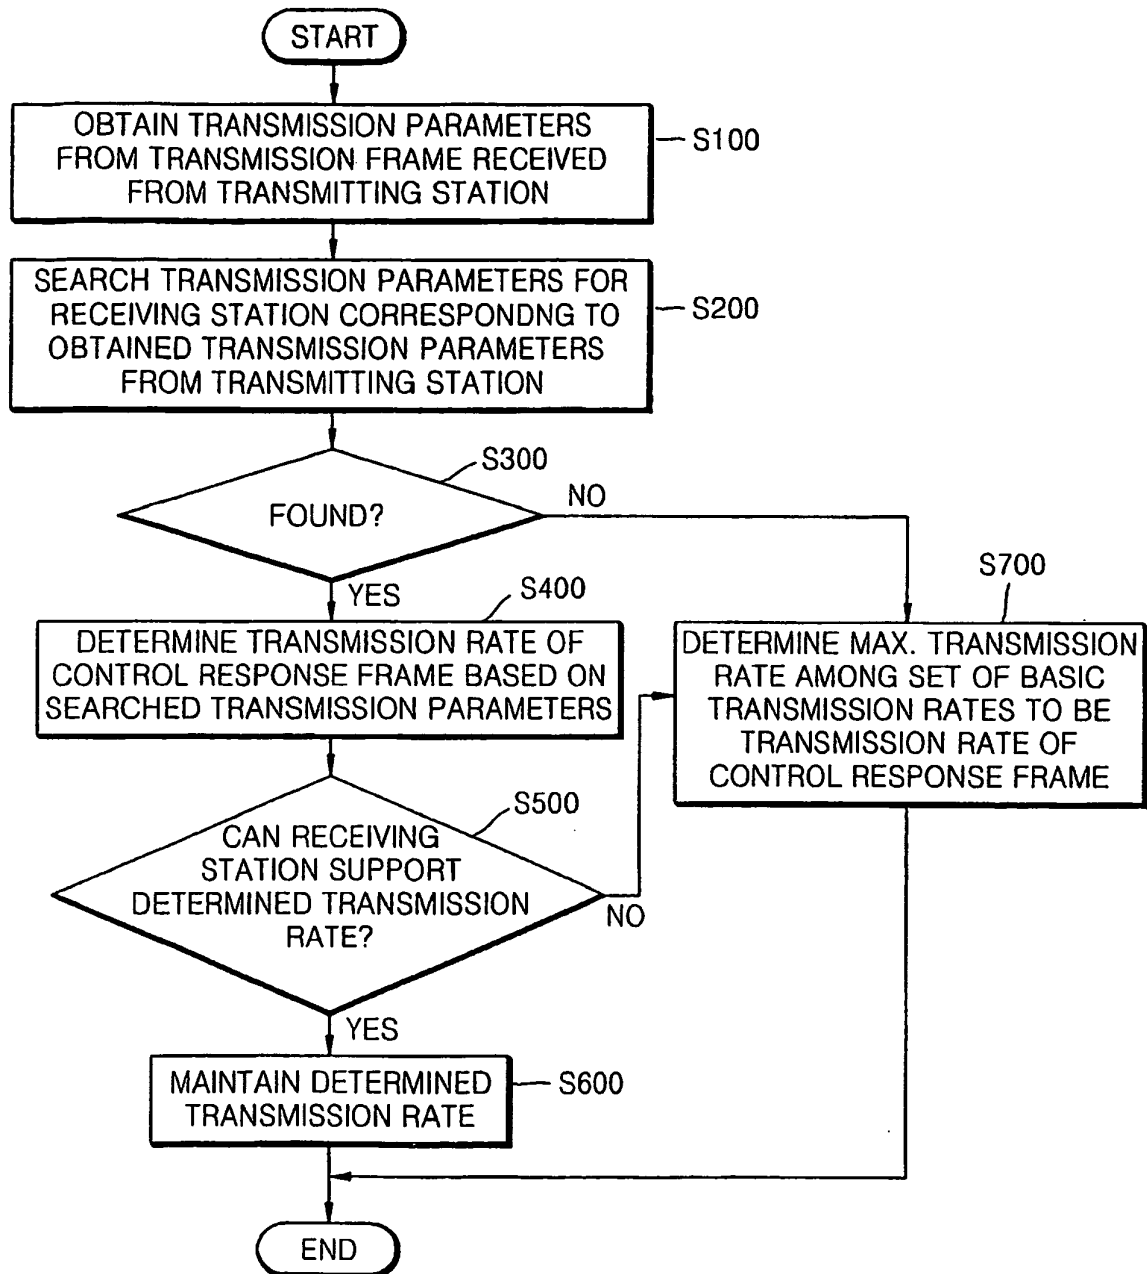 START
OBTAIN TRANSMISSION PARAMETERS
FROM TRANSMISSION FRAME RECEIVED
FROM TRANSMITTING STATION
S100
SEARCH TRANSMISSION PARAMETERS FOR
RECEIVING STATION CORRESPONDNG TO
OBTAINED TRANSMISSION PARAMETERS
FROM TRANSMITTING STATION
S200
S300
FOUND?
NO
YES
S400
DETERMINE TRANSMISSION RATE OF
CONTROL RESPONSE FRAME BASED ON
SEARCHED TRANSMISSION PARAMETERS
S700
DETERMINE MAX. TRANSMISSION
RATE AMONG SET OF BASIC
TRANSMISSION RATES TO BE
TRANSMISSION RATE OF
CONTROL RESPONSE FRAME
S500
CAN RECEIVING
STATION SUPPORT
DETERMINED TRANSMISSION
RATE?
NO
YES
MAINTAIN DETERMINED
TRANSMISSION RATE
S600
END